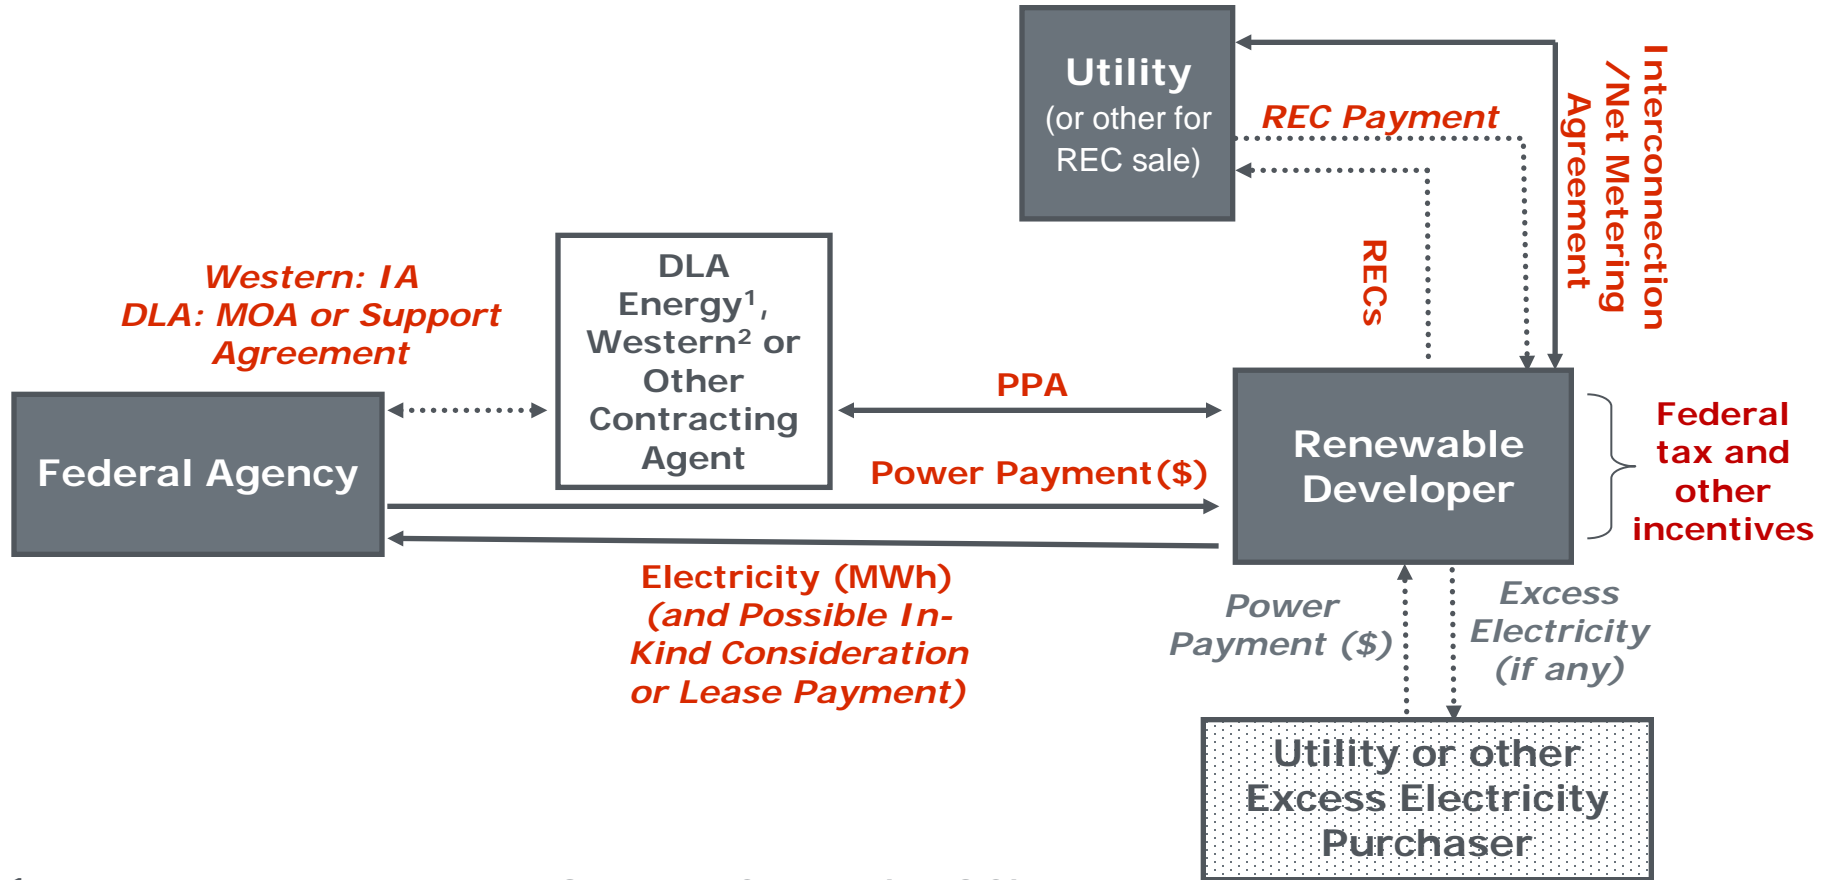 Utility
(or other for
REC sale)
REC Payment
Interconnection
/Net Metering
Agreement
RECs
Western: IA
DLA: MOA or Support
Agreement
DLA
Energy¹,
Western² or
Other
Contracting
Agent
PPA
Federal Agency
Power Payment($)
Renewable
Developer
Federal
tax and
other
incentives
Electricity (MWh)
(and Possible In-
Kind Consideration
or Lease Payment)
Power
Payment ($)
Excess
Electricity
(if any)
Utility or other
Excess Electricity
Purchaser